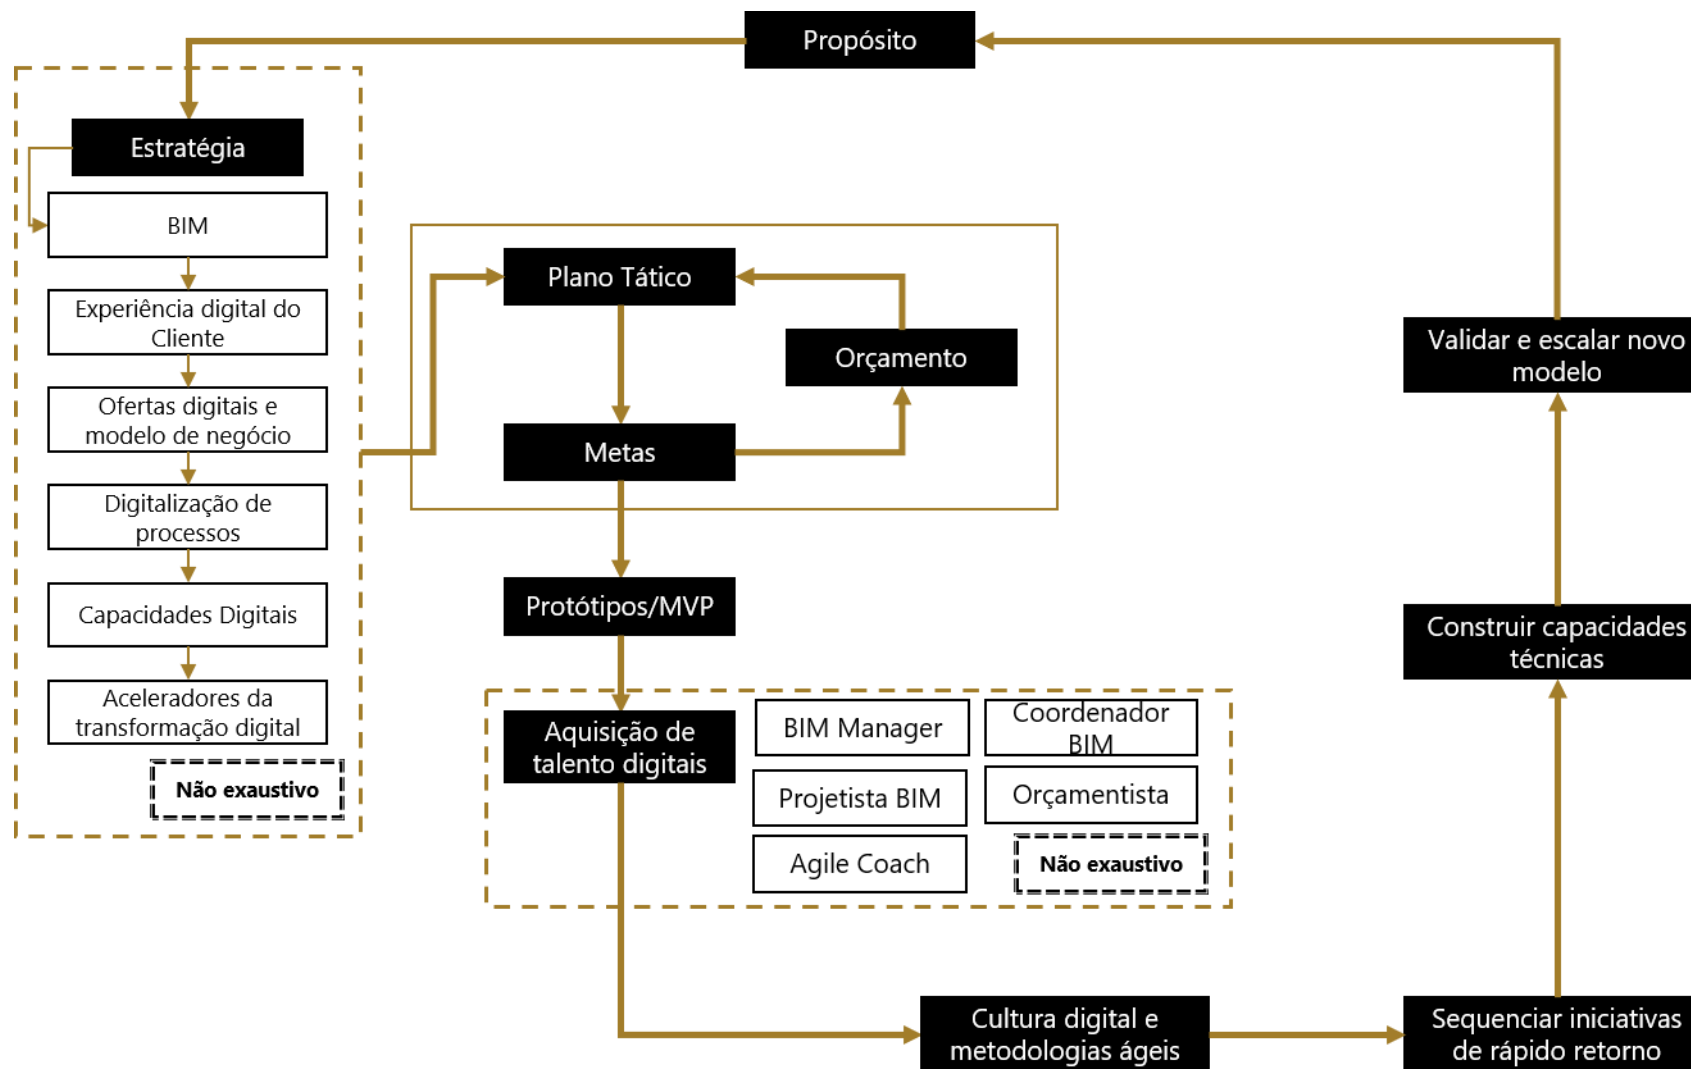 Propósito
Estratégia
BIM
Experiência digital do
Cliente
Ofertas digitais e
modelo de negócio
Digitalização de
processos
Capacidades Digitais
Aceleradores da
transformação digital
Não exaustivo
Plano Tático
Orçamento
Metas
Protótipos/MVP
Aquisição de
talento digitais
BIM Manager
Coordenador
BIM
Projetista BIM
Orçamentista
Agile Coach
Não exaustivo
Cultura digital e
metodologias ágeis
Sequenciar iniciativas
de rápido retorno
Construir capacidades
técnicas
Validar e escalar novo
modelo